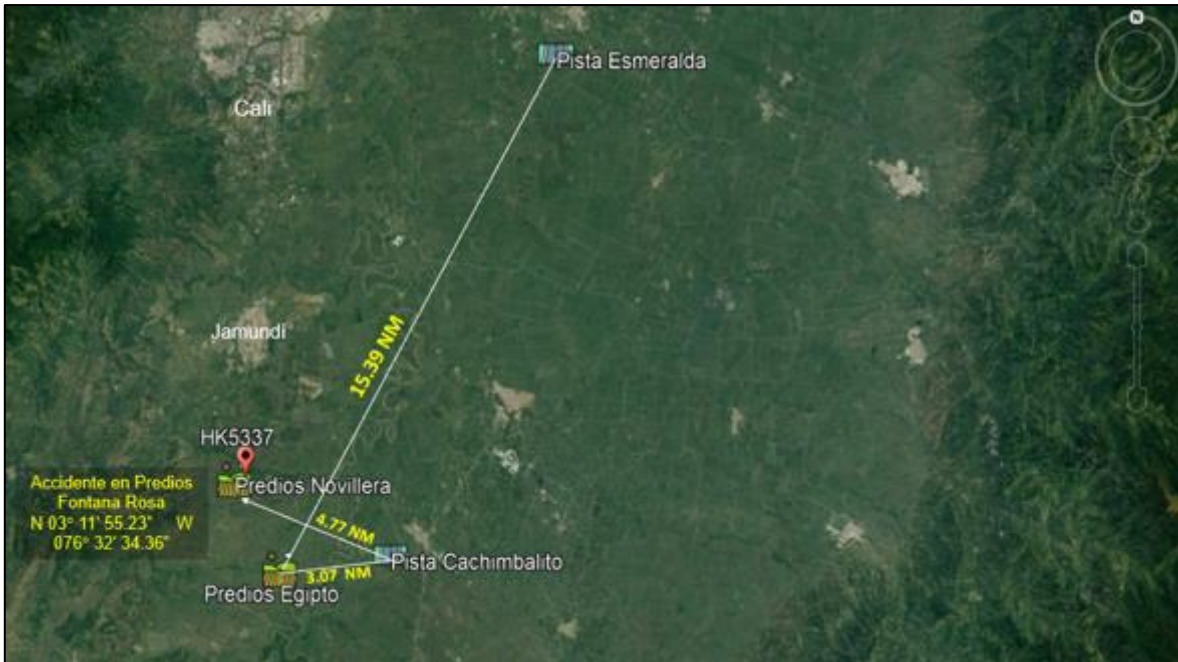 N
Pista Esmeralda
Cali
15.39 NM
Jamundí
HK5337
Predios Novillera
Accidente en Predios
Fontana Rosa
N 03° 11' 55.23" W
076° 32' 34.36"
4.77 NM
Pista Cachimbalito
3.07 NM
Predios Egipto